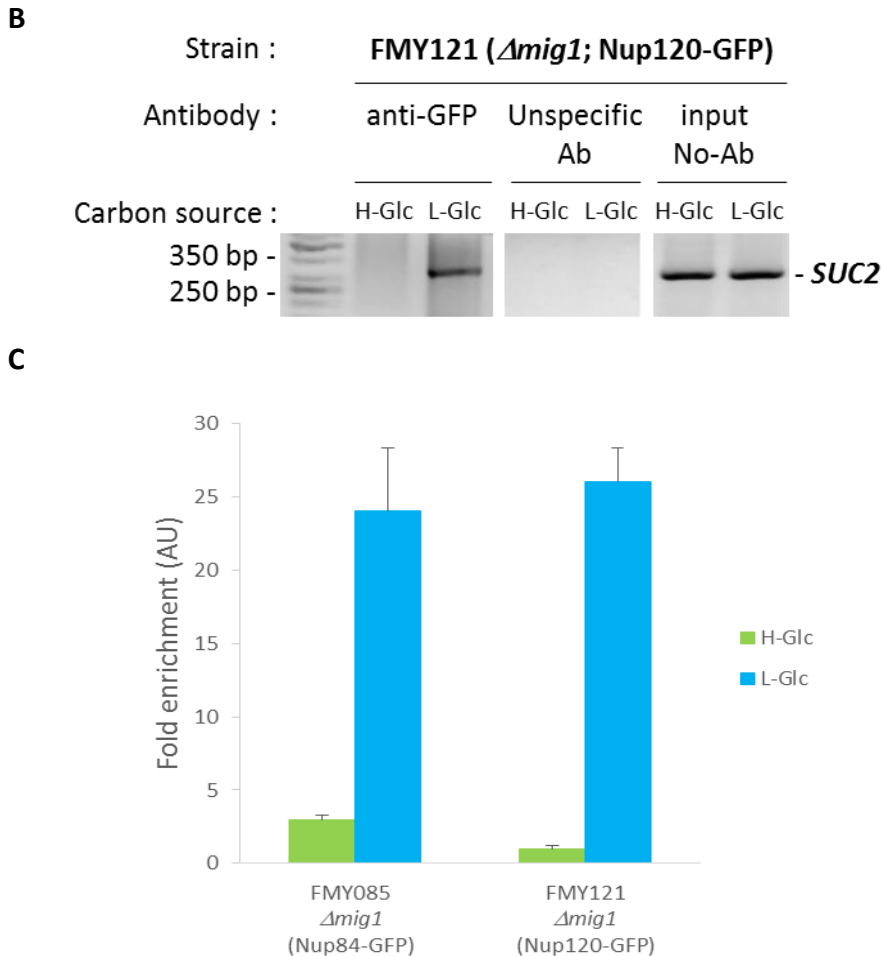 B
Strain : FMY121 (Δmig1; Nup120-GFP)
Antibody : anti-GFP Unspecific Ab input No-Ab
Carbon source : H-Glc L-Glc H-Glc L-Glc H-Glc L-Glc
350 bp -
250 bp -
- SUC2
C
30
25
20
15
10
5
0
Fold enrichment (AU)
H-Glc
L-Glc
FMY085
Δmig1
(Nup84-GFP)
FMY121
Δmig1
(Nup120-GFP)